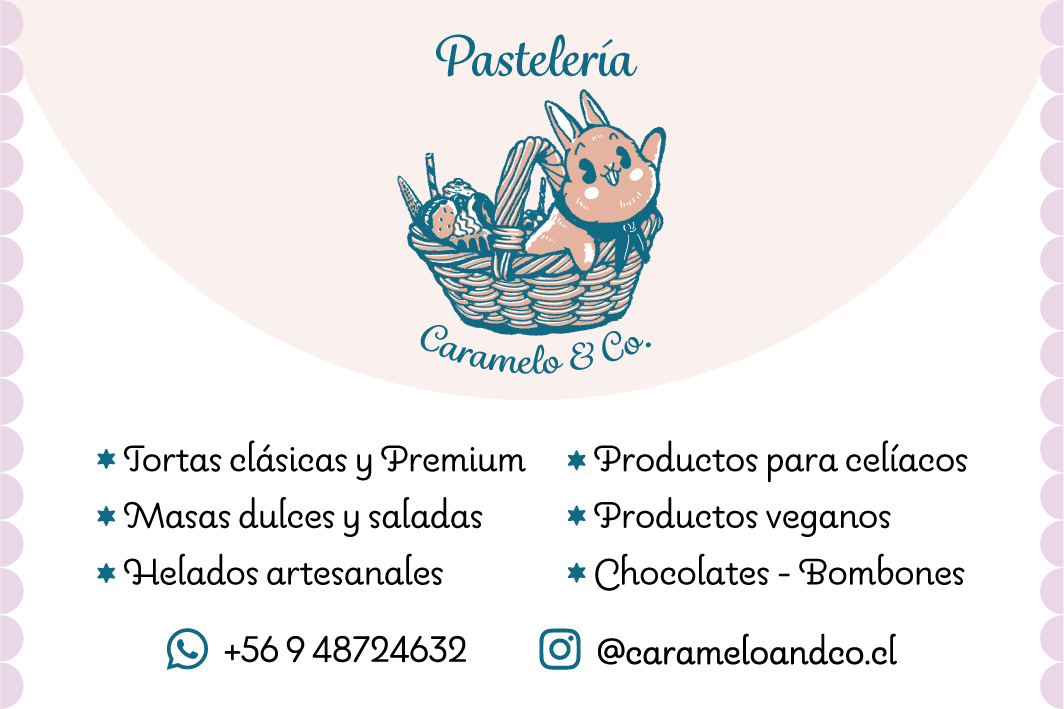 Pastelería
Caramelo & Co.
Tortas clásicas y Premium
Masas dulces y saladas
Helados artesanales
Productos para celíacos
Productos veganos
Chocolates - Bombones
+56 9 48724632
@carameloandco.cl